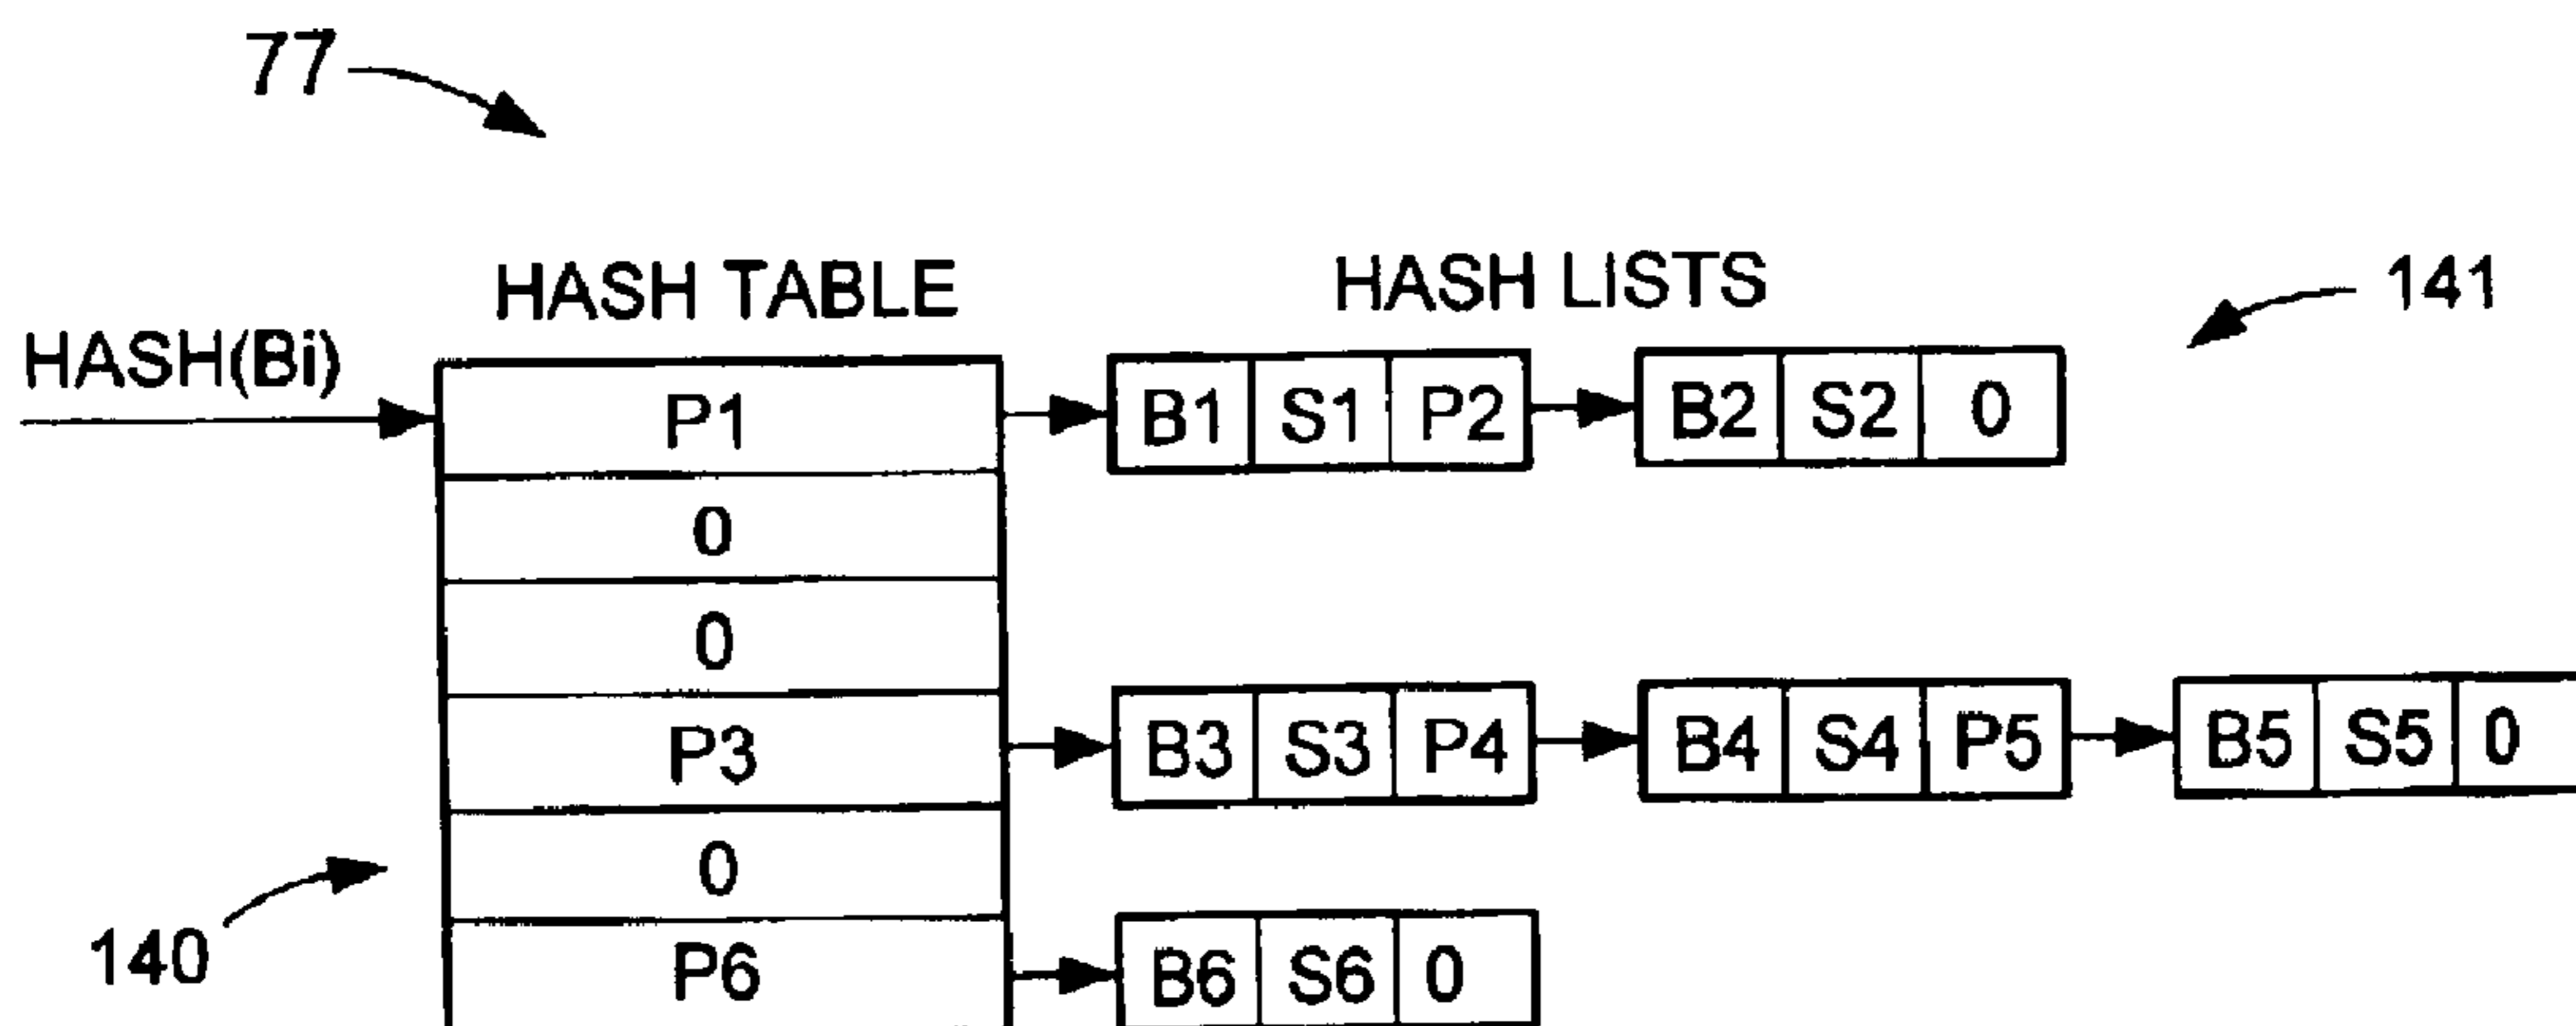 77
HASH TABLE HASH LISTS 141
HASH(Bi)
P1 B1 S1 P2 B2 S2 0
0
0
P3 B3 S3 P4 B4 S4 P5 B5 S5 0
0
140 P6 B6 S6 0